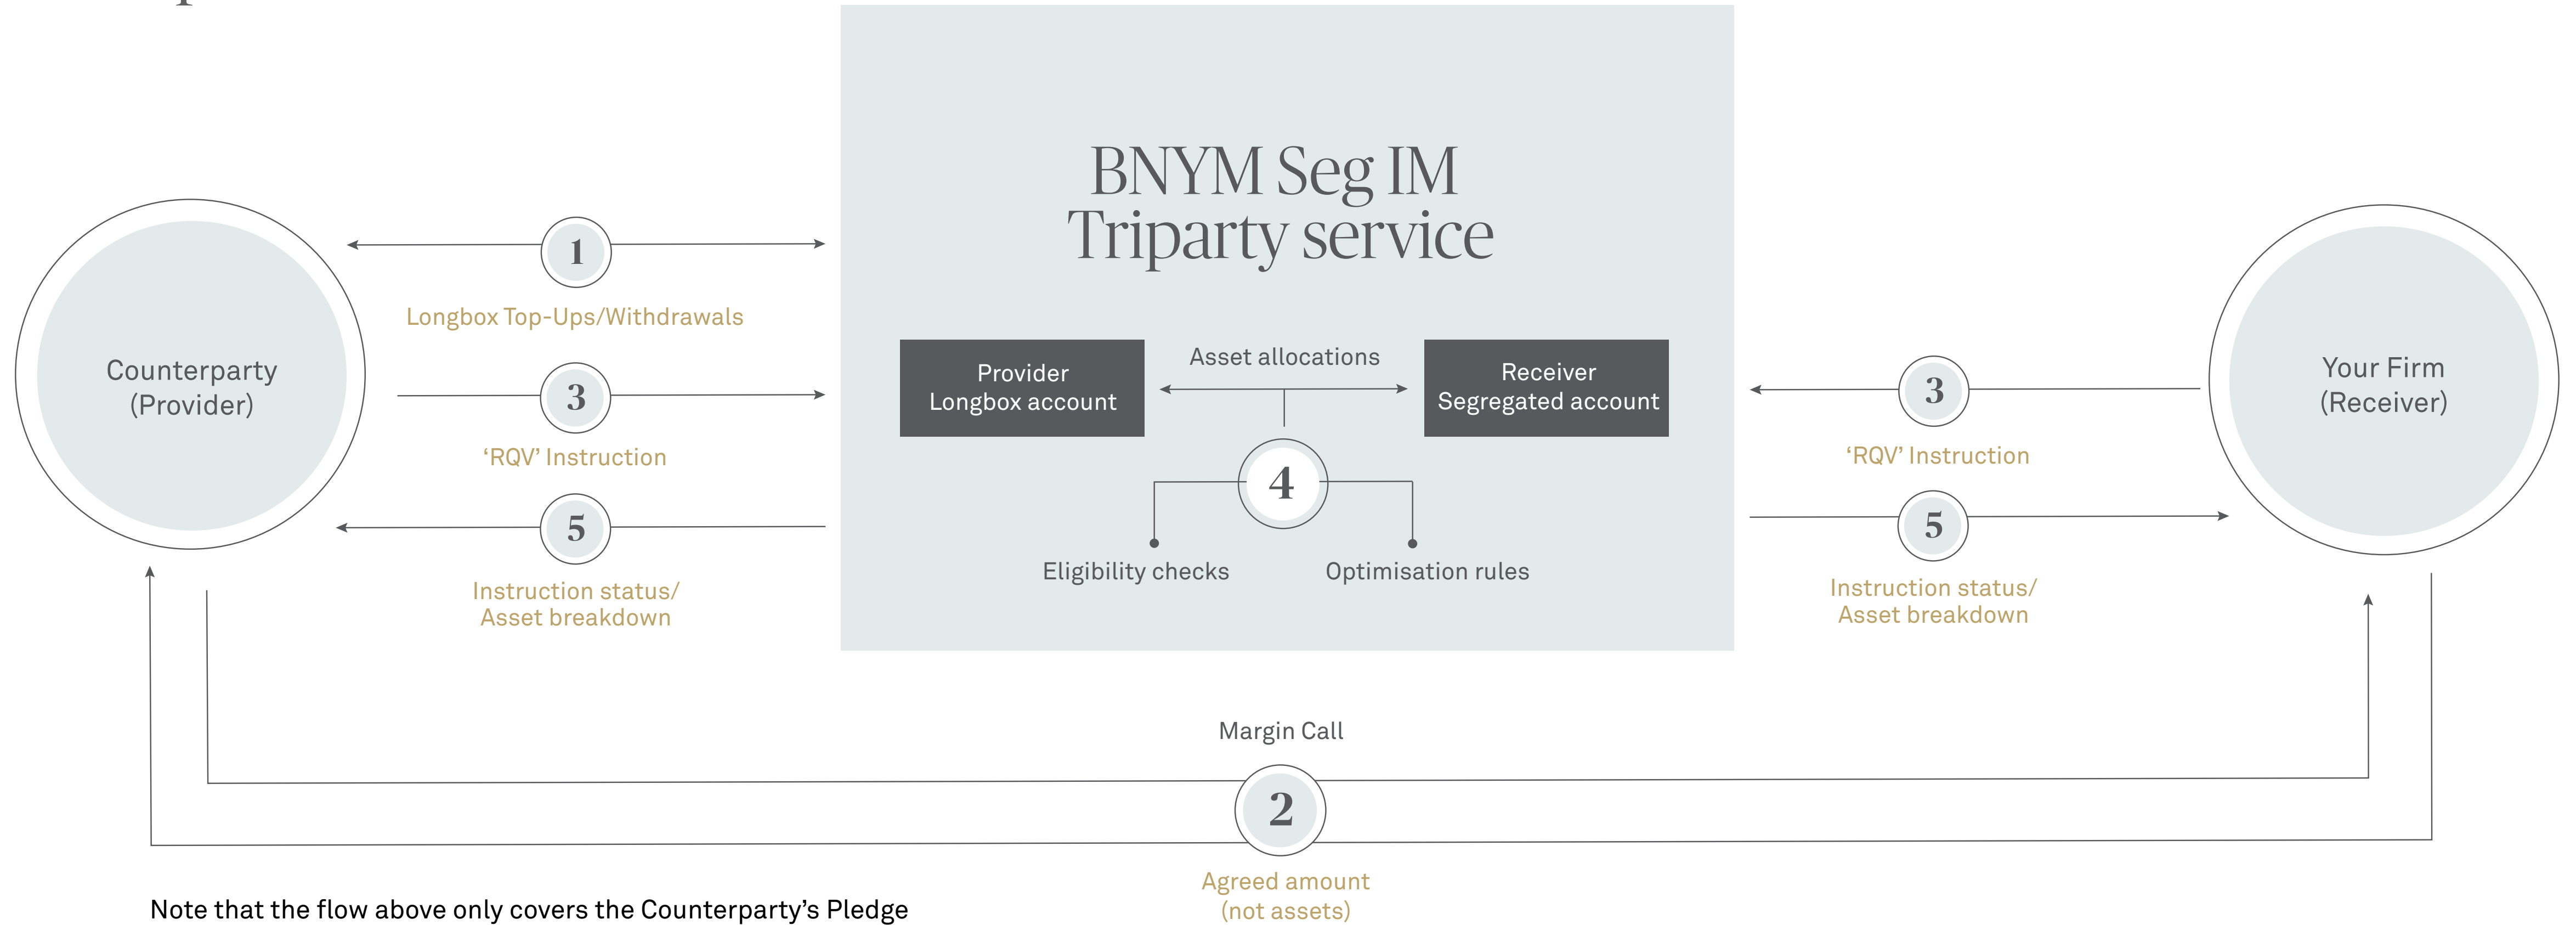 BNYM Seg IM
Triparty service
Counterparty
(Provider)
1
Longbox Top-Ups/Withdrawals
3
‘RQV’ Instruction
5
Instruction status/
Asset breakdown
Provider
Longbox account
Asset allocations
Receiver
Segregated account
4
Eligibility checks
Optimisation rules
3
‘RQV’ Instruction
5
Instruction status/
Asset breakdown
Your Firm
(Receiver)
Margin Call
2
Agreed amount
(not assets)
Note that the flow above only covers the Counterparty’s Pledge